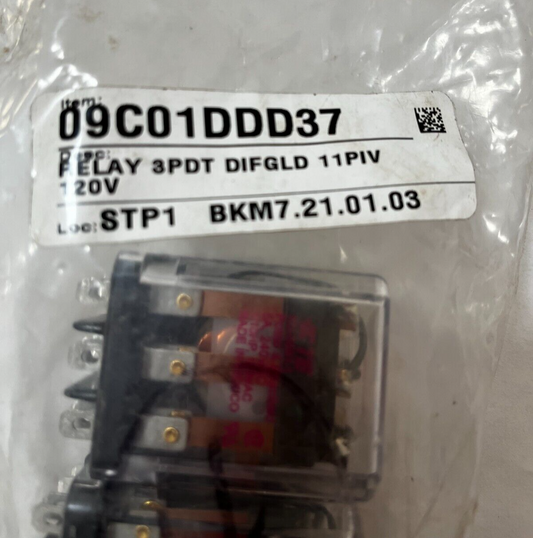 Item:
09C01DDD37
Desc:
RELAY 3PDT DIFGLD 11PIV
120V
Loc: STP1 BKM7.21.01.03